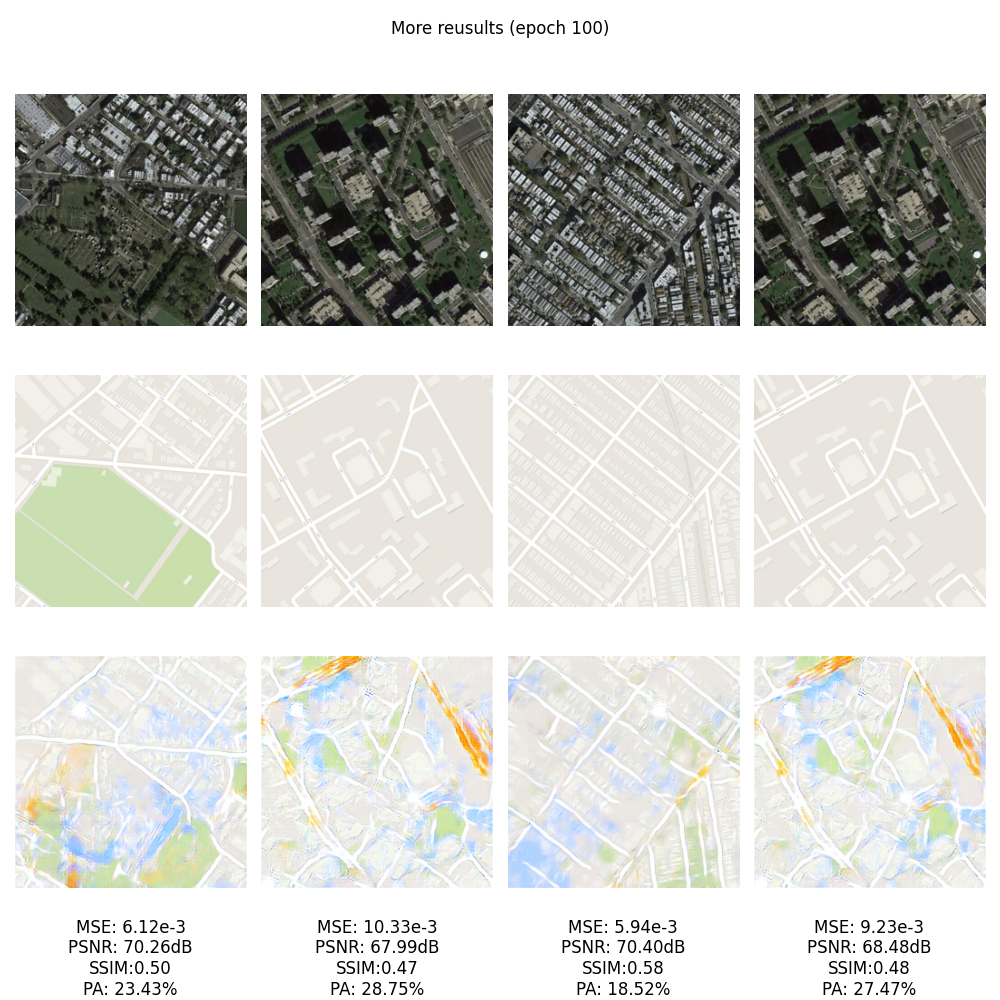 More reusults (epoch 100)
MSE: 6.12e-3
PSNR: 70.26dB
SSIM:0.50
PA: 23.43%
MSE: 10.33e-3
PSNR: 67.99dB
SSIM:0.47
PA: 28.75%
MSE: 5.94e-3
PSNR: 70.40dB
SSIM:0.58
PA: 18.52%
MSE: 9.23e-3
PSNR: 68.48dB
SSIM:0.48
PA: 27.47%